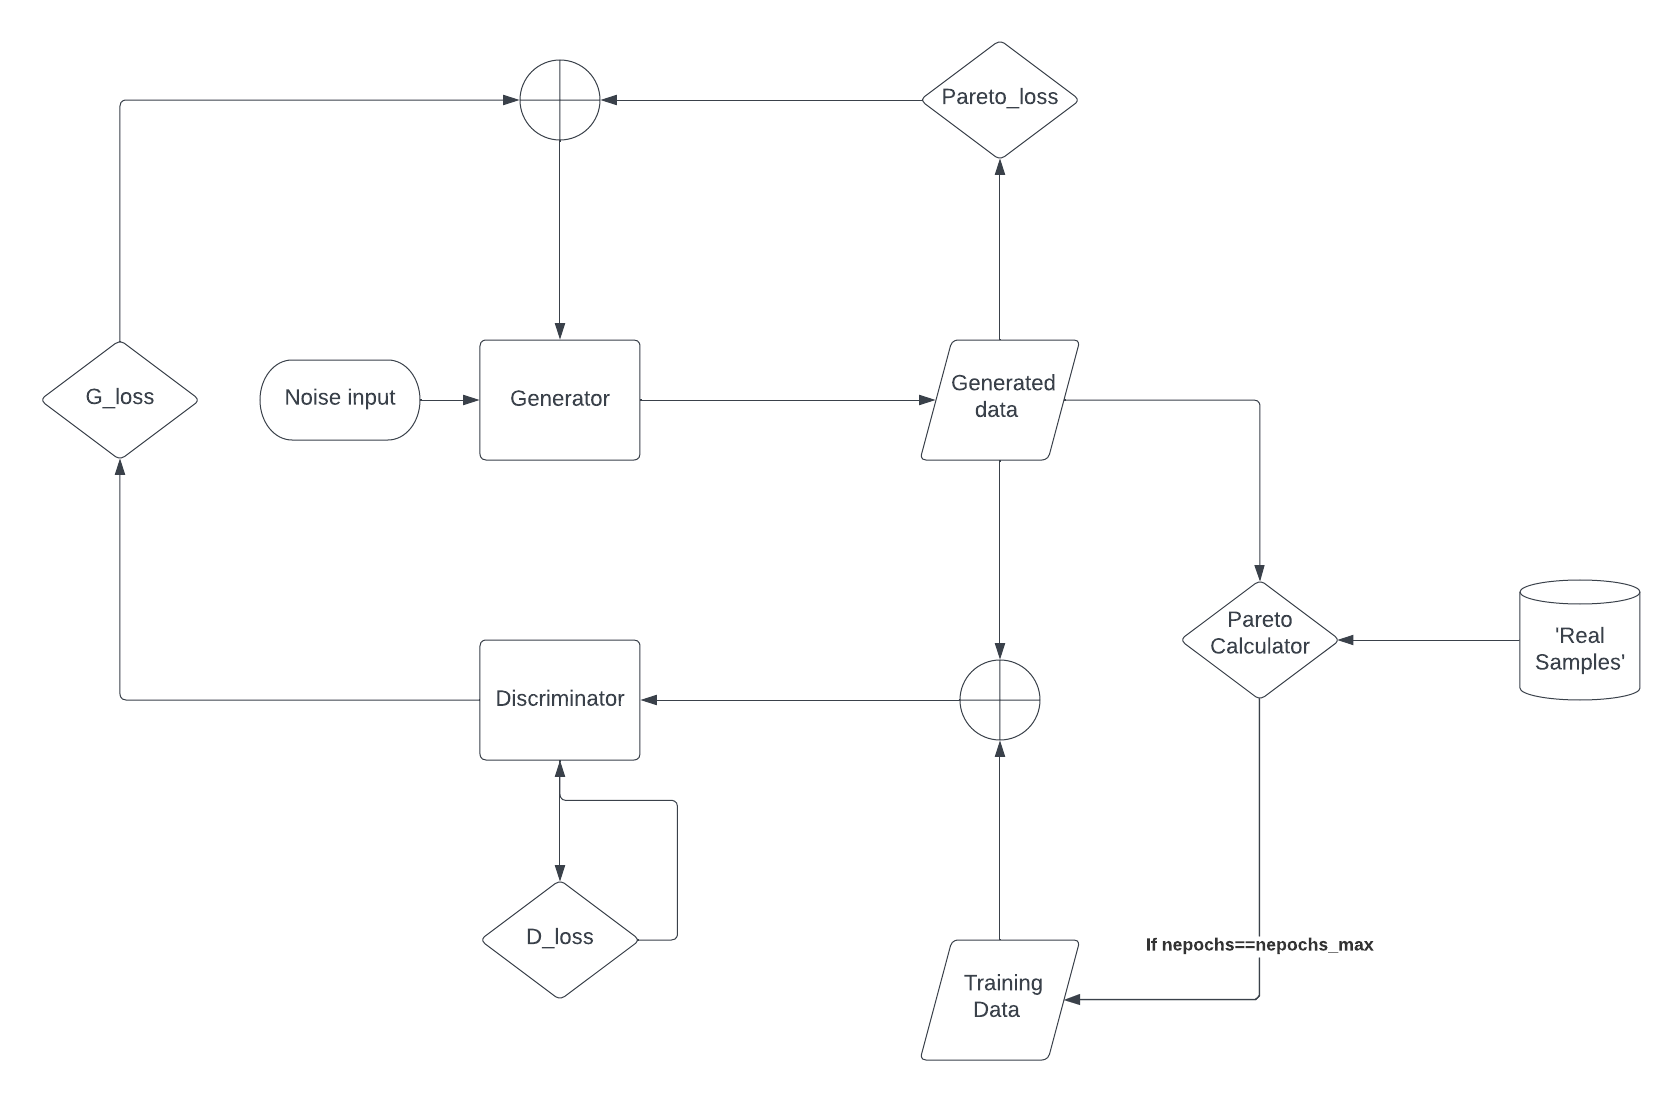 Pareto_loss
G_loss
Noise input
Generator
Generated
data
Pareto
Calculator
'Real
Samples'
Discriminator
D_loss
If nepochs==nepochs_max
Training
Data